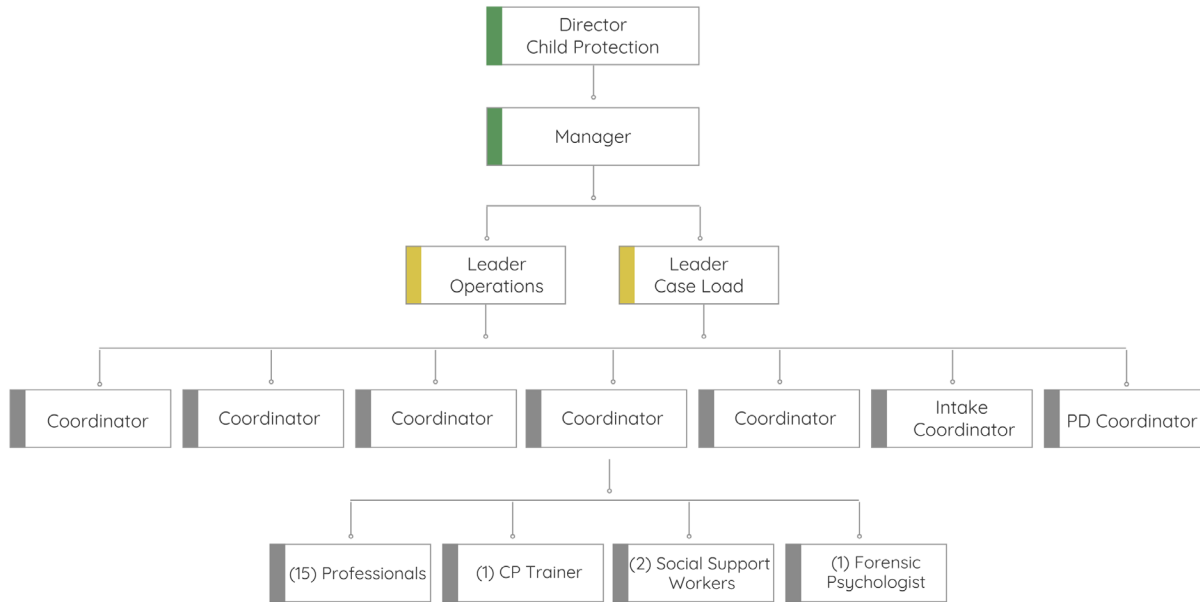 Director
Child Protection
Manager
Leader
Operations
Leader
Case Load
Coordinator
Coordinator
Coordinator
Coordinator
Coordinator
Intake
Coordinator
PD Coordinator
(15) Professionals
(1) CP Trainer
(2) Social Support
Workers
(1) Forensic
Psychologist